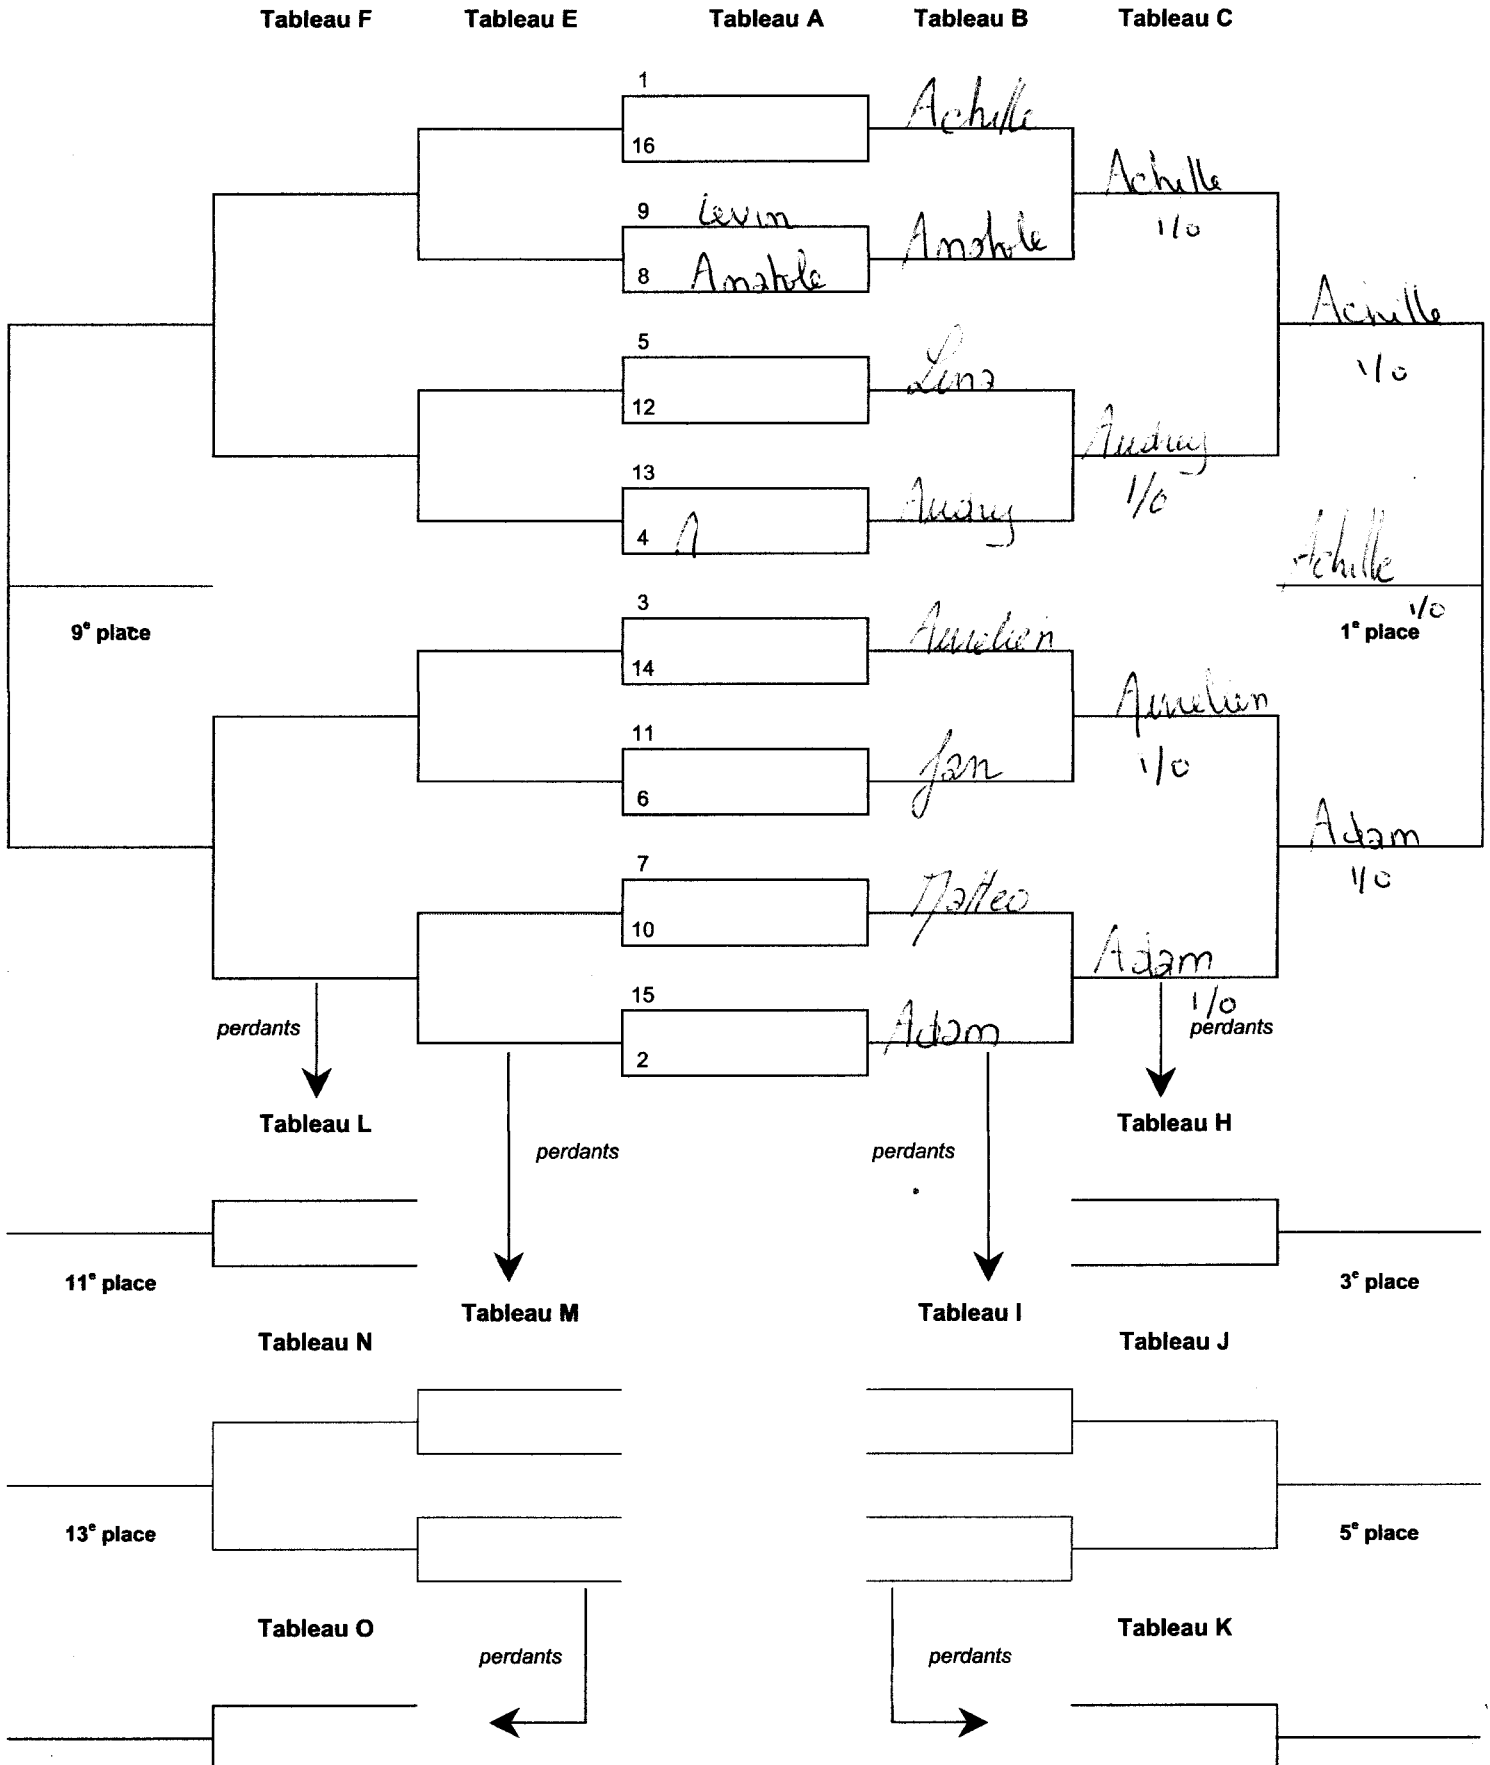 Tableau F Tableau E Tableau A Tableau B Tableau C
1
Achille
16
Achille
1/0
9 Levin
Anatole
8 Anatole
Achille
1/0
5
Lina
12
Audrey
1/0
13
Audrey
4 A
Achille
1/0
9e place
1e place
3
Aurelien
14
Aurelien
1/0
11
Jan
6
Adam
1/0
7
Matteo
10
Adam
1/0
15
Adam
2
perdants
perdants
Tableau L
Tableau H
perdants
perdants
11e place
3e place
Tableau M
Tableau I
Tableau N
Tableau J
13e place
5e place
Tableau O
Tableau K
perdants
perdants